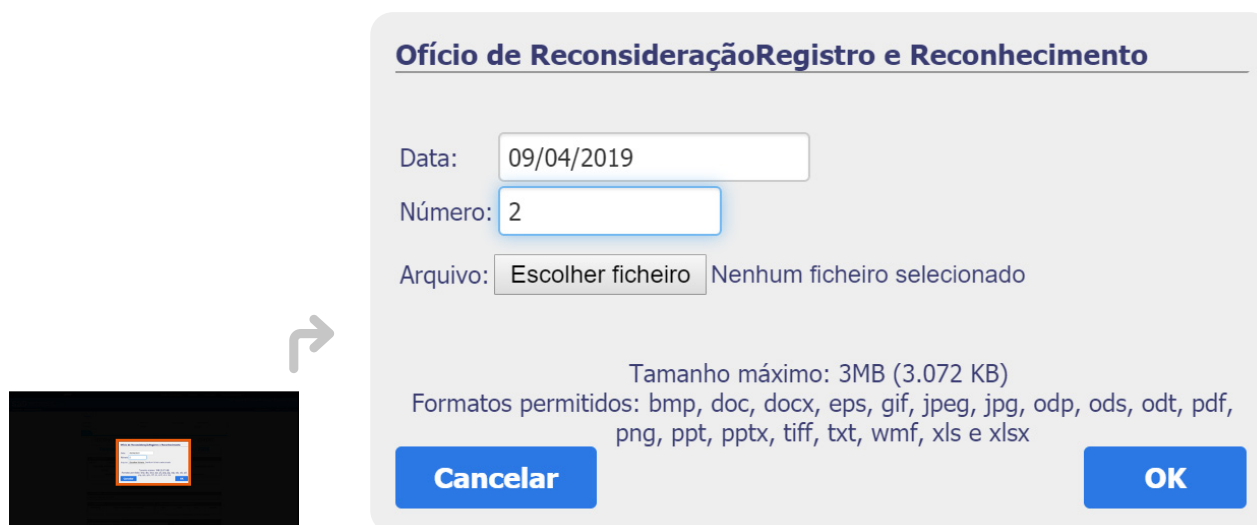 Ofício de ReconsideraçãoRegistro e Reconhecimento
Data: 09/04/2019
Número: 2
Arquivo: Escolher ficheiro Nenhum ficheiro selecionado
Tamanho máximo: 3MB (3.072 KB)
Formatos permitidos: bmp, doc, docx, eps, gif, jpeg, jpg, odp, ods, odt, pdf,
png, ppt, pptx, tiff, txt, wmf, xls e xlsx
Cancelar OK